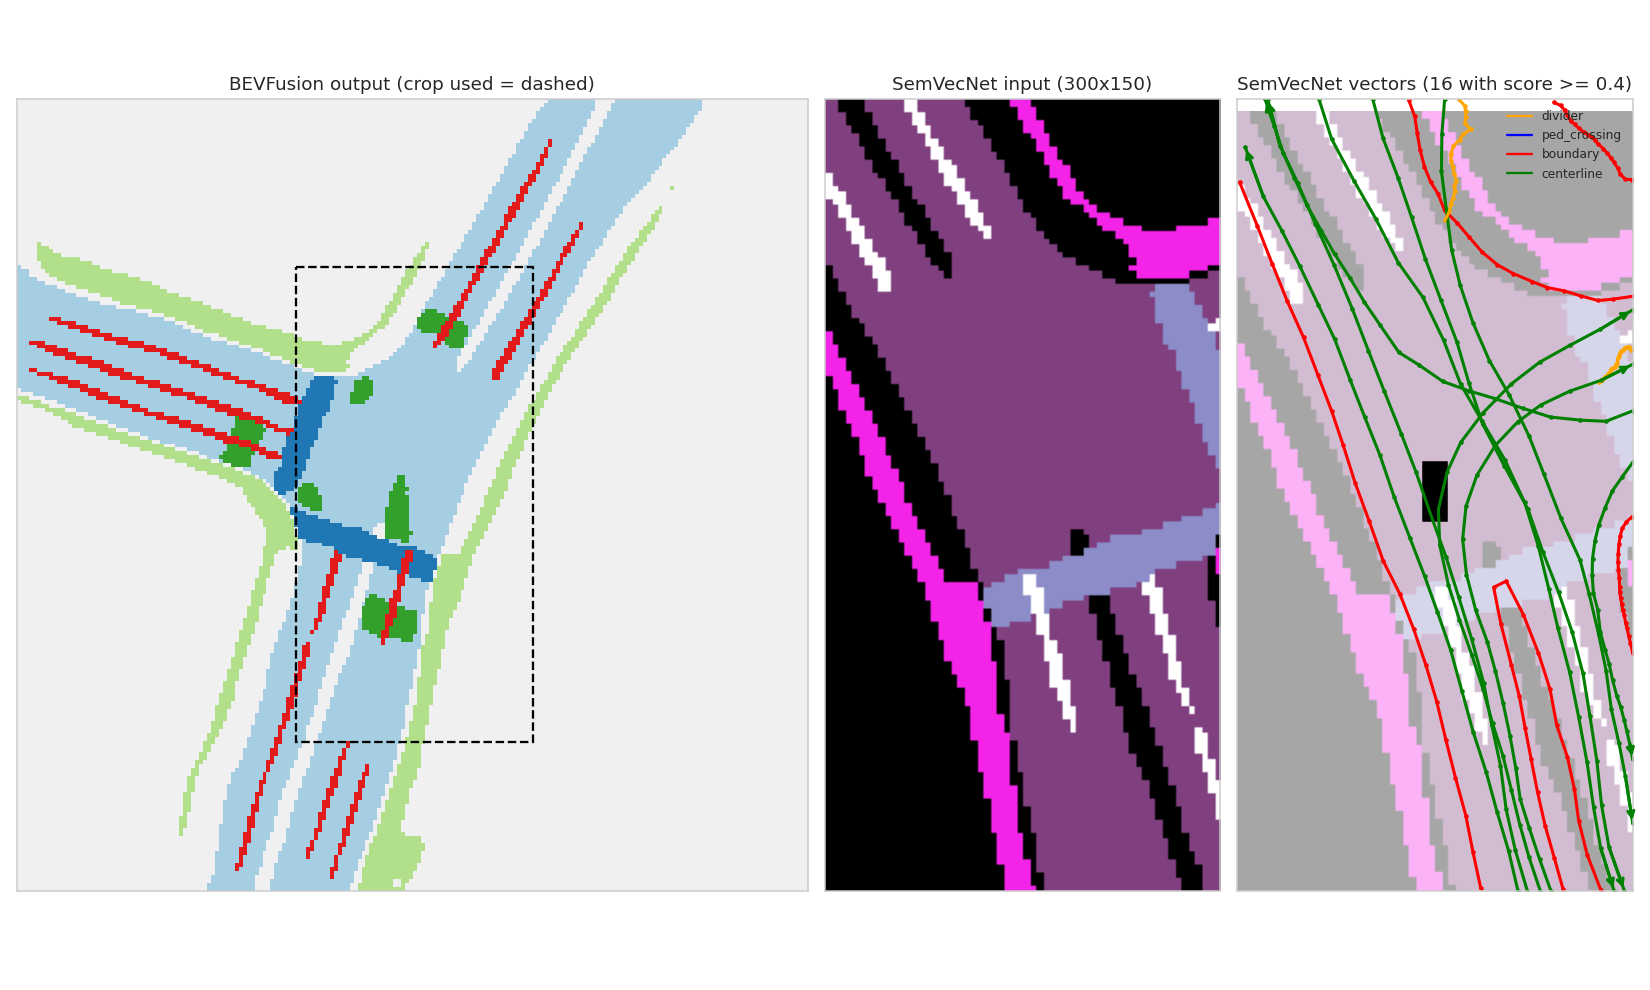 BEVFusion output (crop used = dashed)
SemVecNet input (300x150)
SemVecNet vectors (16 with score >= 0.4)
divider
ped_crossing
boundary
centerline